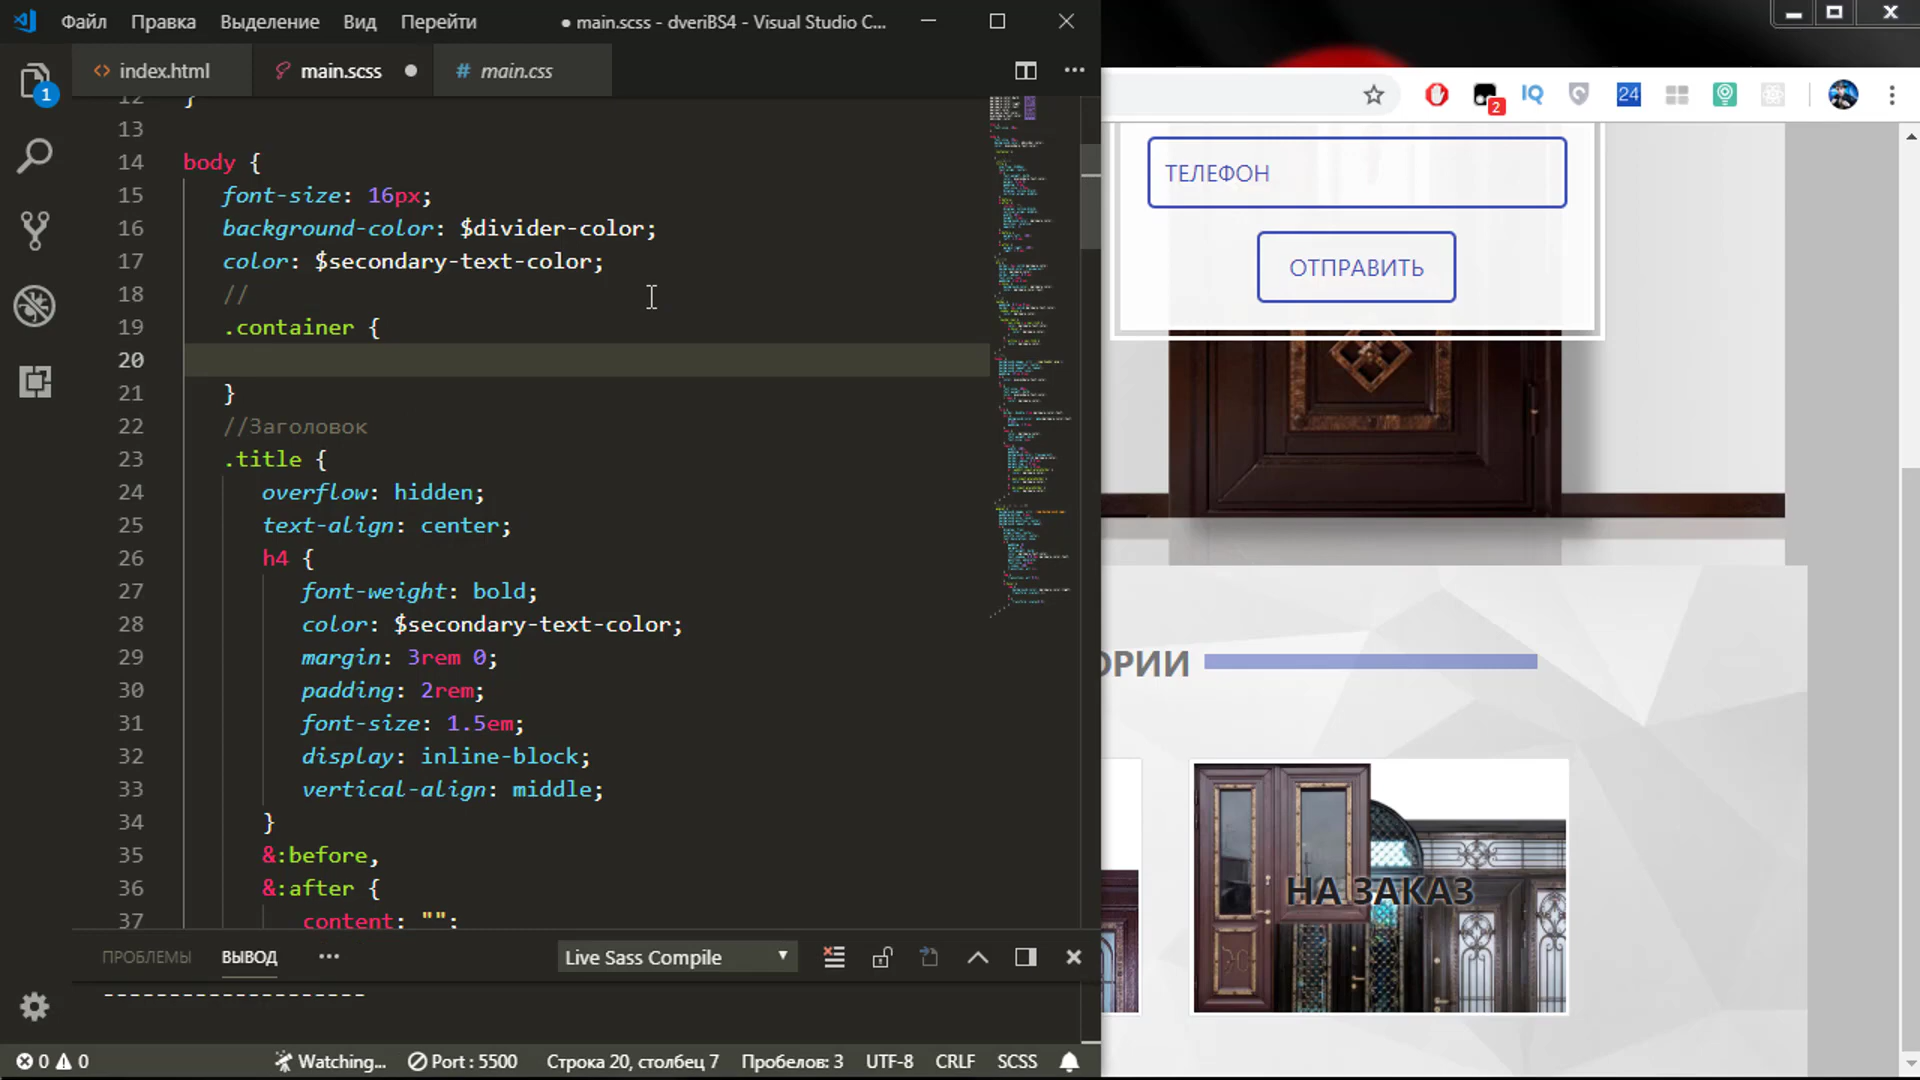 Файл Правка Выделение Вид Перейти ● main.scss - dveriBS4 - Visual Studio C...
index.html main.scss main.css
1
12 }
13
14 body {
15 font-size: 16px;
16 background-color: $divider-color;
17 color: $secondary-text-color;
18 //
19 .container {
20
21 }
22 //Заголовок
23 .title {
24 overflow: hidden;
25 text-align: center;
26 h4 {
27 font-weight: bold;
28 color: $secondary-text-color;
29 margin: 3rem 0;
30 padding: 2rem;
31 font-size: 1.5em;
32 display: inline-block;
33 vertical-align: middle;
34 }
35 &:before,
36 &:after {
37 content: "";
ПРОБЛЕМЫ ВЫВОД ... Live Sass Compile
--------------------
0 0 Watching... Port : 5500 Строка 20, столбец 7 Пробелов: 3 UTF-8 CRLF SCSS
2 IQ 24
ТЕЛЕФОН
ОТПРАВИТЬ
ОРИИ
НА ЗАКАЗ